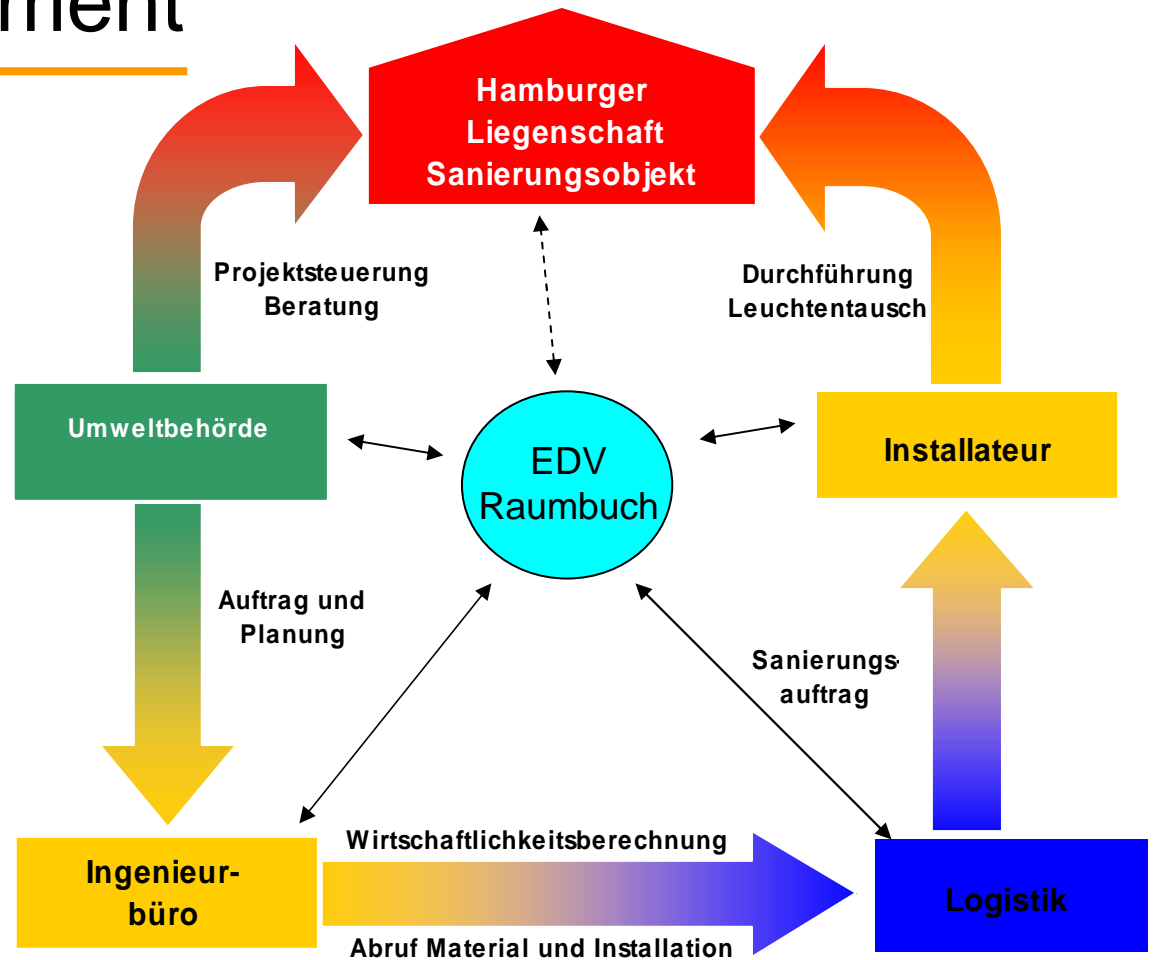 Hamburger
Liegenschaft
Sanierungsobjekt
Projektsteuerung
Beratung
Durchführung
Leuchtentausch
Umweltbehörde
EDV
Raumbuch
Installateur
Auftrag und
Planung
Sanierungs-
auftrag
Wirtschaftlichkeitsberechnung
Ingenieur-
büro
Logistik
Abruf Material und Installation